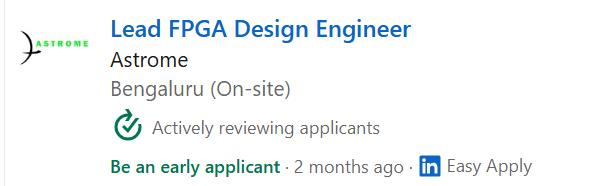 ASTROME
Lead FPGA Design Engineer
Astrome
Bengaluru (On-site)
Actively reviewing applicants
Be an early applicant · 2 months ago · in Easy Apply